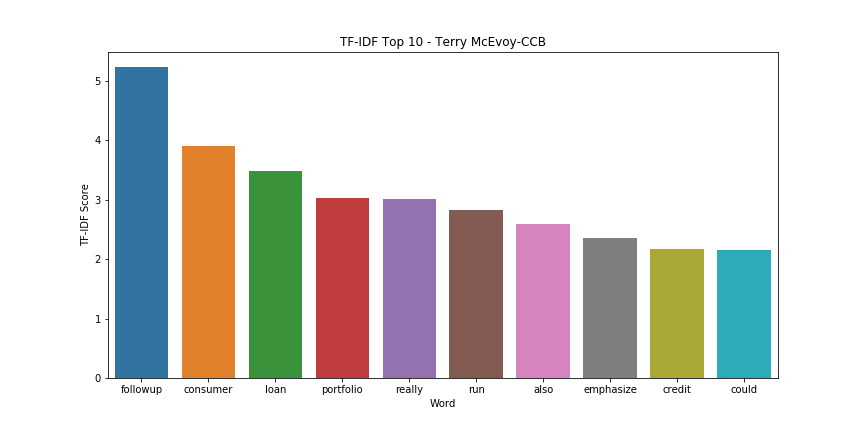 TF-IDF Top 10 - Terry McEvoy-CCB
TF-IDF Score
5
4
3
2
1
0
followup consumer loan portfolio really run also emphasize credit could
Word